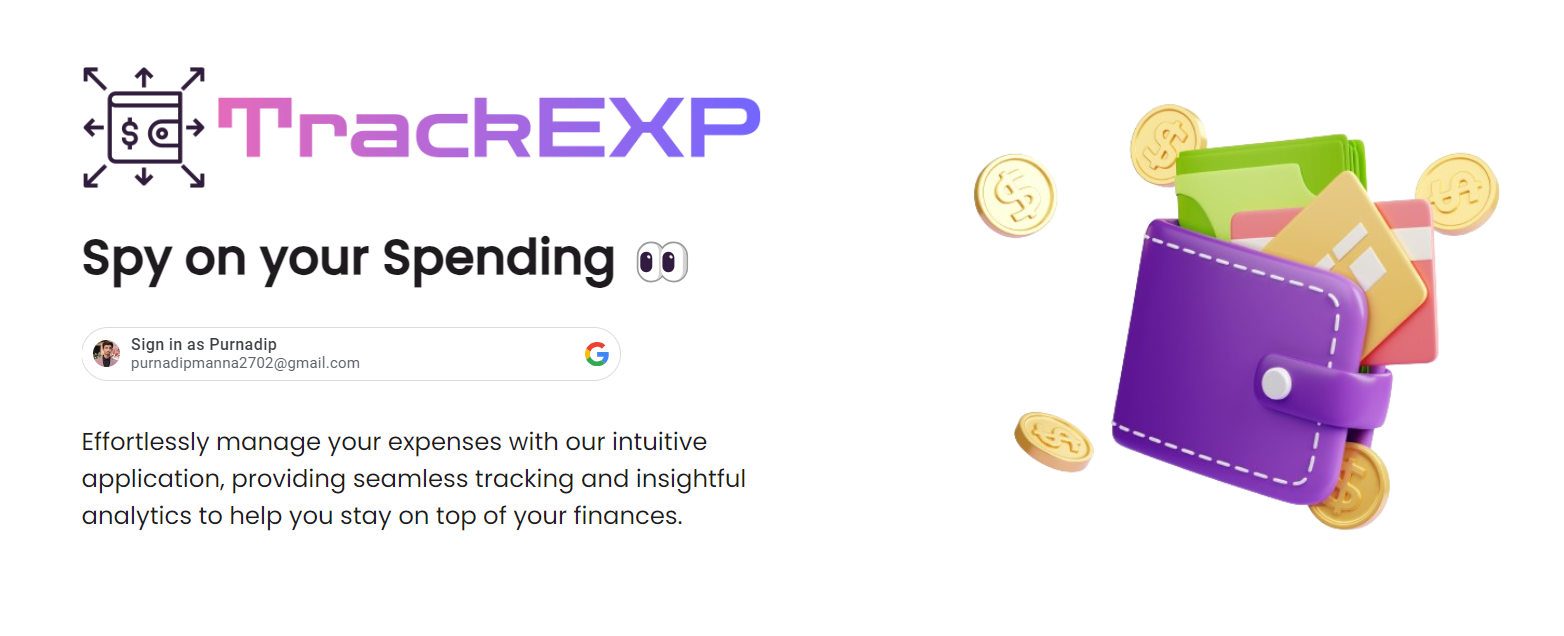 TrackEXP
Spy on your Spending 👀
Sign in as Purnadip
purnadipmanna2702@gmail.com
Effortlessly manage your expenses with our intuitive
application, providing seamless tracking and insightful
analytics to help you stay on top of your finances.